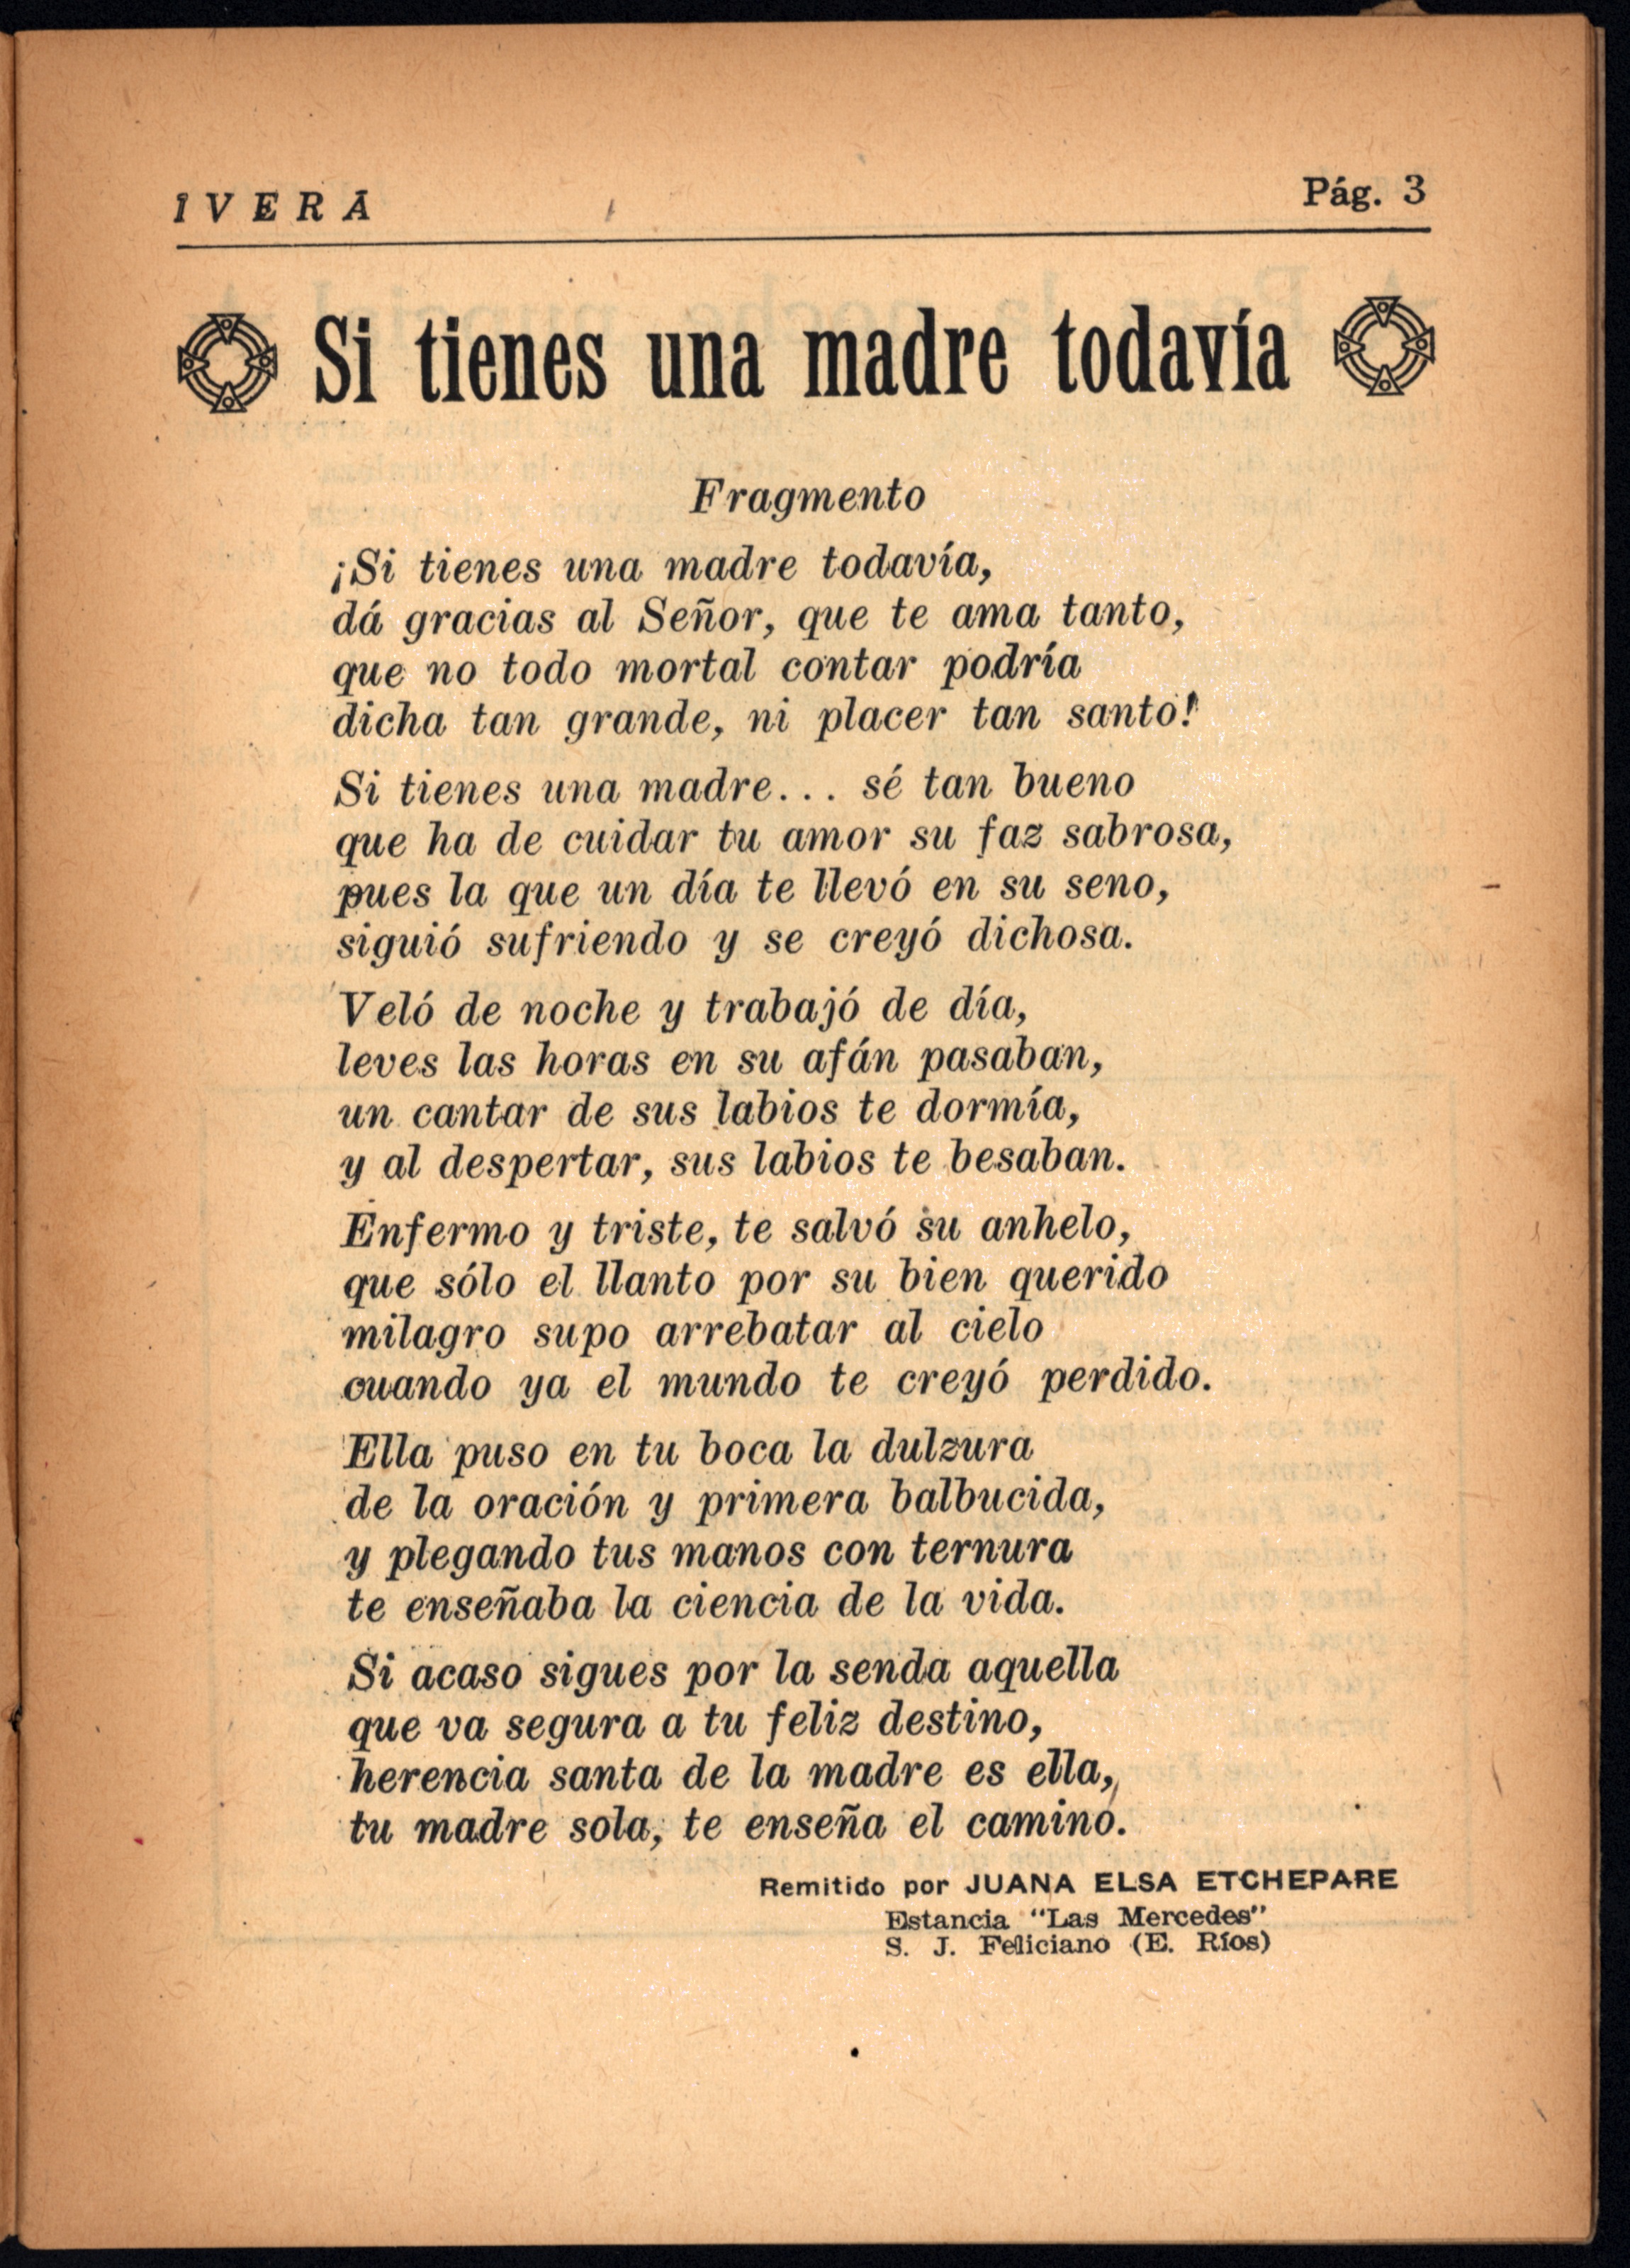 IVERA
Pág. 3
Si tienes una madre todavía
Fragmento
¡Si tienes una madre todavía,
dá gracias al Señor, que te ama tanto,
que no todo mortal contar podría
dicha tan grande, ni placer tan santo!
Si tienes una madre... sé tan bueno
que ha de cuidar tu amor su faz sabrosa,
pues la que un día te llevó en su seno,
siguió sufriendo y se creyó dichosa.
Veló de noche y trabajó de día,
leves las horas en su afán pasaban,
un cantar de sus labios te dormía,
y al despertar, sus labios te besaban.
Enfermo y triste, te salvó su anhelo,
que sólo el llanto por su bien querido
milagro supo arrebatar al cielo
cuando ya el mundo te creyó perdido.
Ella puso en tu boca la dulzura
de la oración y primera balbucida,
y plegando tus manos con ternura
te enseñaba la ciencia de la vida.
Si acaso sigues por la senda aquella
que va segura a tu feliz destino,
herencia santa de la madre es ella,
tu madre sola, te enseña el camino.
Remitido por JUANA ELSA ETCHEPARE
Estancia "Las Mercedes"
S. J. Feliciano (E. Ríos)